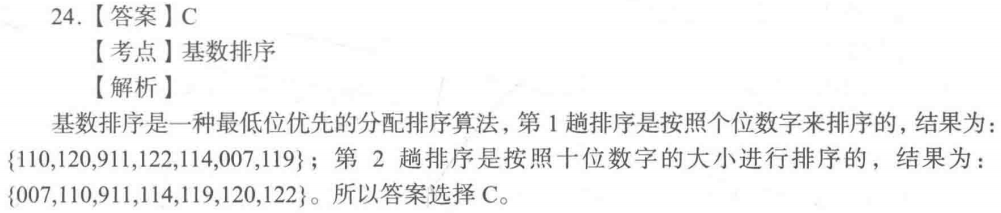 24.【答案】C
【考点】基数排序
【解析】
基数排序是一种最低位优先的分配排序算法，第 1 趟排序是按照个位数字来排序的，结果为：
{110,120,911,122,114,007,119}；第 2 趟排序是按照十位数字的大小进行排序的，结果为：
{007,110,911,114,119,120,122}。所以答案选择 C。